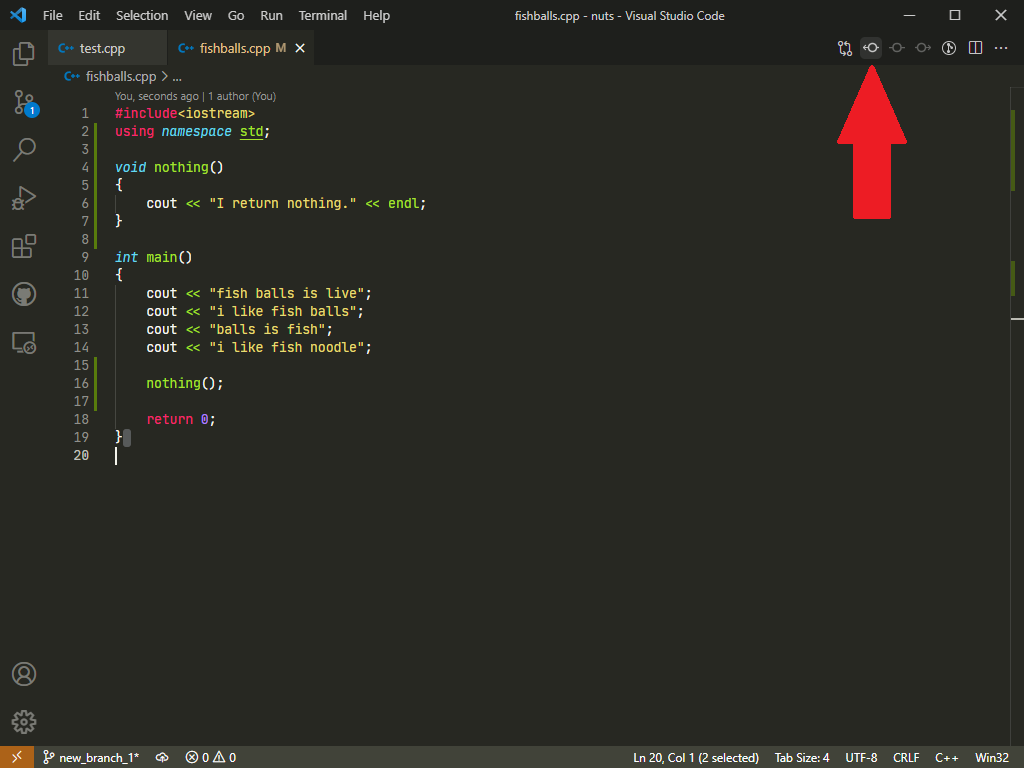 File Edit Selection View Go Run Terminal Help fishballs.cpp - nuts - Visual Studio Code
test.cpp fishballs.cpp M
fishballs.cpp > ...
You, seconds ago | 1 author (You)
1 #include<iostream>
2 using namespace std;
3
4 void nothing()
5 {
6 cout << "I return nothing." << endl;
7 }
8
9 int main()
10 {
11 cout << "fish balls is live";
12 cout << "i like fish balls";
13 cout << "balls is fish";
14 cout << "i like fish noodle";
15
16 nothing();
17
18 return 0;
19 }
20
1
new_branch_1* 0 0 Ln 20, Col 1 (2 selected) Tab Size: 4 UTF-8 CRLF C++ Win32